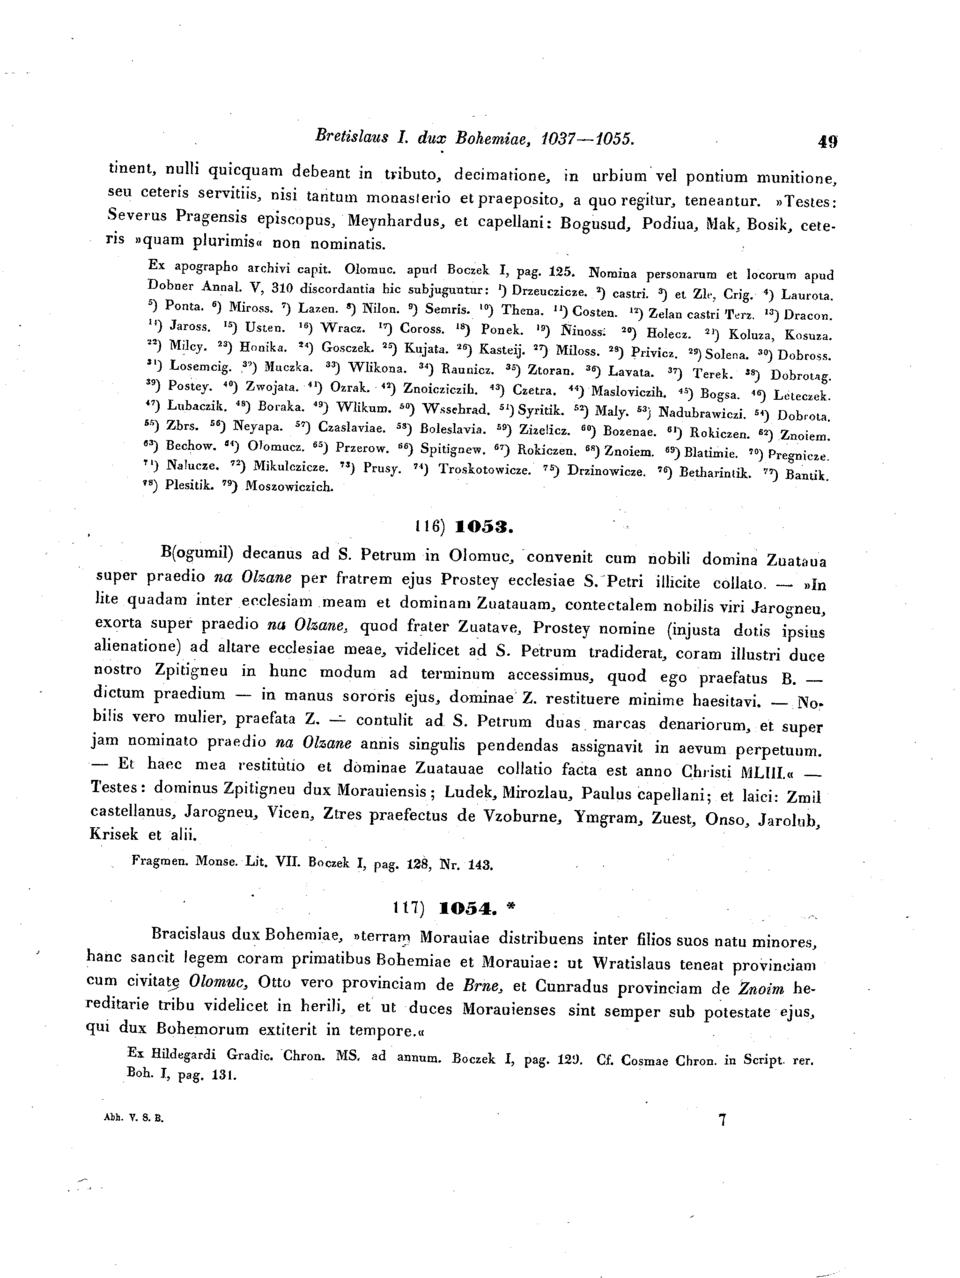 Bretislaus I. dux Bohemiae, 1037—1055. 49
tinent, nulli quicquam debeant in tributo, decimatione, in urbium vel pontium munitione,
seu ceteris servitiis, nisi tantum monasterio et praeposito, a quo regitur, teneantur. »Testes:
Severus Pragensis episcopus, Meynhardus, et capellani: Bogusud, Podiua, Mak, Bosik, cete-
ris »quam plurimis« non nominatis.
Ex apographo archivi capit. Olomuc. apud Boczek I, pag. 125. Nomina personarum et locorum apud
Dobner Annal. V, 310 discordantia hic subjuguntur: ¹) Drzeuczicze. ²) castri. ³) et Zle, Crig. ⁴) Laurota.
⁵) Ponta. ⁶) Miross. ⁷) Lazen. ⁸) Nilon. ⁹) Semris. ¹⁰) Thena. ¹¹) Costen. ¹²) Zelan castri Terz. ¹³) Dracon.
¹⁴) Jaross. ¹⁵) Usten. ¹⁶) Wracz. ¹⁷) Coross. ¹⁸) Ponek. ¹⁹) Ninoss. ²⁰) Holecz. ²¹) Koluza, Kosuza.
²²) Milcy. ²³) Honika. ²⁴) Gosczek. ²⁵) Kujata. ²⁶) Kasteij. ²⁷) Miloss. ²⁸) Privicz. ²⁹) Solena. ³⁰) Dobross.
³¹) Losemcig. ³²) Muczka. ³³) Wlikona. ³⁴) Raunicz. ³⁵) Ztoran. ³⁶) Lavata. ³⁷) Terek. ³⁸) Dobrotag.
³⁹) Postey. ⁴⁰) Zwojata. ⁴¹) Ozrak. ⁴²) Znoicziczih. ⁴³) Czetra. ⁴⁴) Masloviczih. ⁴⁵) Bogsa. ⁴⁶) Leteczek.
⁴⁷) Lubaczik. ⁴⁸) Boraka. ⁴⁹) Wlikum. ⁵⁰) Wssebrad. ⁵¹) Syritik. ⁵²) Maly. ⁵³) Nadubrawiczi. ⁵⁴) Dobrota.
⁵⁵) Zbrs. ⁵⁶) Neyapa. ⁵⁷) Czaslaviae. ⁵⁸) Boleslavia. ⁵⁹) Zizelicz. ⁶⁰) Bozenae. ⁶¹) Rokiczen. ⁶²) Znoiem.
⁶³) Bechow. ⁶⁴) Olomucz. ⁶⁵) Przerow. ⁶⁶) Spitignew. ⁶⁷) Rokiczen. ⁶⁸) Znoiem. ⁶⁹) Blatimie. ⁷⁰) Pregnicze.
⁷¹) Nalucze. ⁷²) Mikulczicze. ⁷³) Prusy. ⁷⁴) Troskotowicze. ⁷⁵) Drzinowicze. ⁷⁶) Betharintik. ⁷⁷) Bantik.
⁷⁸) Plesitik. ⁷⁹) Moszowiczich.
116) 1053.
B(ogumil) decanus ad S. Petrum in Olomuc, convenit cum nobili domina Zuataua
super praedio na Olzane per fratrem ejus Prostey ecclesiae S. Petri illicite collato. — »In
lite quadam inter ecclesiam meam et dominam Zuatauam, contectalem nobilis viri Jarogneu,
exorta super praedio na Olzane, quod frater Zuatave, Prostey nomine (injusta dotis ipsius
alienatione) ad altare ecclesiae meae, videlicet ad S. Petrum tradiderat, coram illustri duce
nostro Zpitigneu in hunc modum ad terminum accessimus, quod ego praefatus B. —
dictum praedium — in manus sororis ejus, dominae Z. restituere minime haesitavi. — No-
bilis vero mulier, praefata Z. — contulit ad S. Petrum duas marcas denariorum, et super
jam nominato praedio na Olzane annis singulis pendendas assignavit in aevum perpetuum.
— Et haec mea restitutio et dominae Zuatauae collatio facta est anno Christi MLIII.« —
Testes: dominus Zpitigneu dux Morauiensis; Ludek, Mirozlau, Paulus capellani; et laici: Zmil
castellanus, Jarogneu, Vicen, Ztres praefectus de Vzoburne, Ymgram, Zuest, Onso, Jarolub,
Krisek et alii.
Fragmen. Monse. Lit. VII. Boczek I, pag. 128, Nr. 143.
117) 1054. *
Bracislaus dux Bohemiae, »terram Morauiae distribuens inter filios suos natu minores,
hanc sancit legem coram primatibus Bohemiae et Morauiae: ut Wratislaus teneat provinciam
cum civitate Olomuc, Otto vero provinciam de Brne, et Cunradus provinciam de Znoim he-
reditarie tribu videlicet in herili, et ut duces Morauienses sint semper sub potestate ejus,
qui dux Bohemorum extiterit in tempore.«
Ex Hildegardi Gradic. Chron. MS. ad annum. Boczek I, pag. 129. Cf. Cosmae Chron. in Script. rer.
Boh. I, pag. 131.
Abh. V. S. B. 7
49